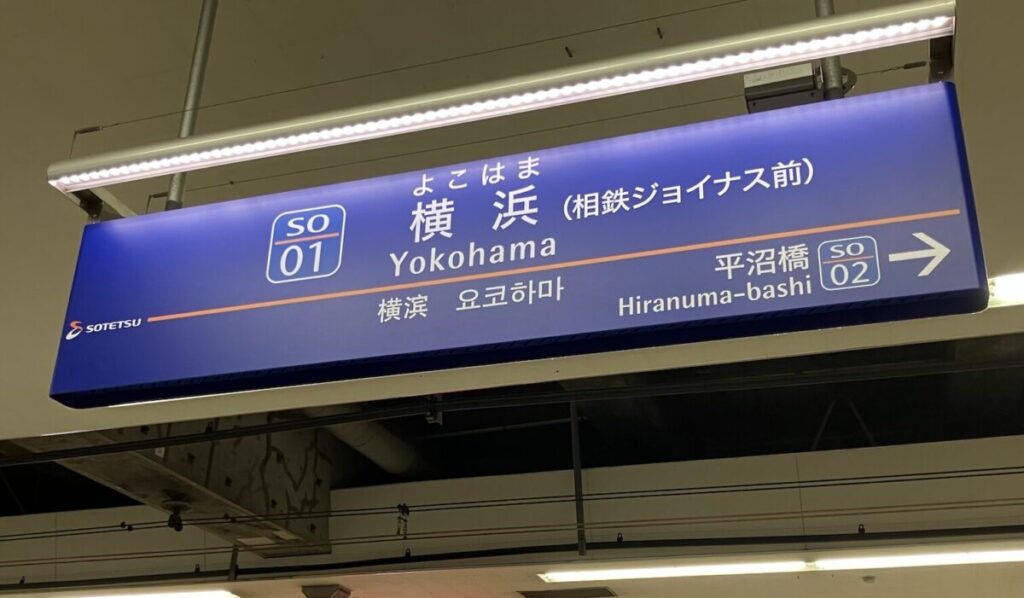 よこはま
SO 01 横浜 (相鉄ジョイナス前)
Yokohama
横滨 요코하마
平沼橋 SO 02
Hiranuma-bashi
SOTETSU